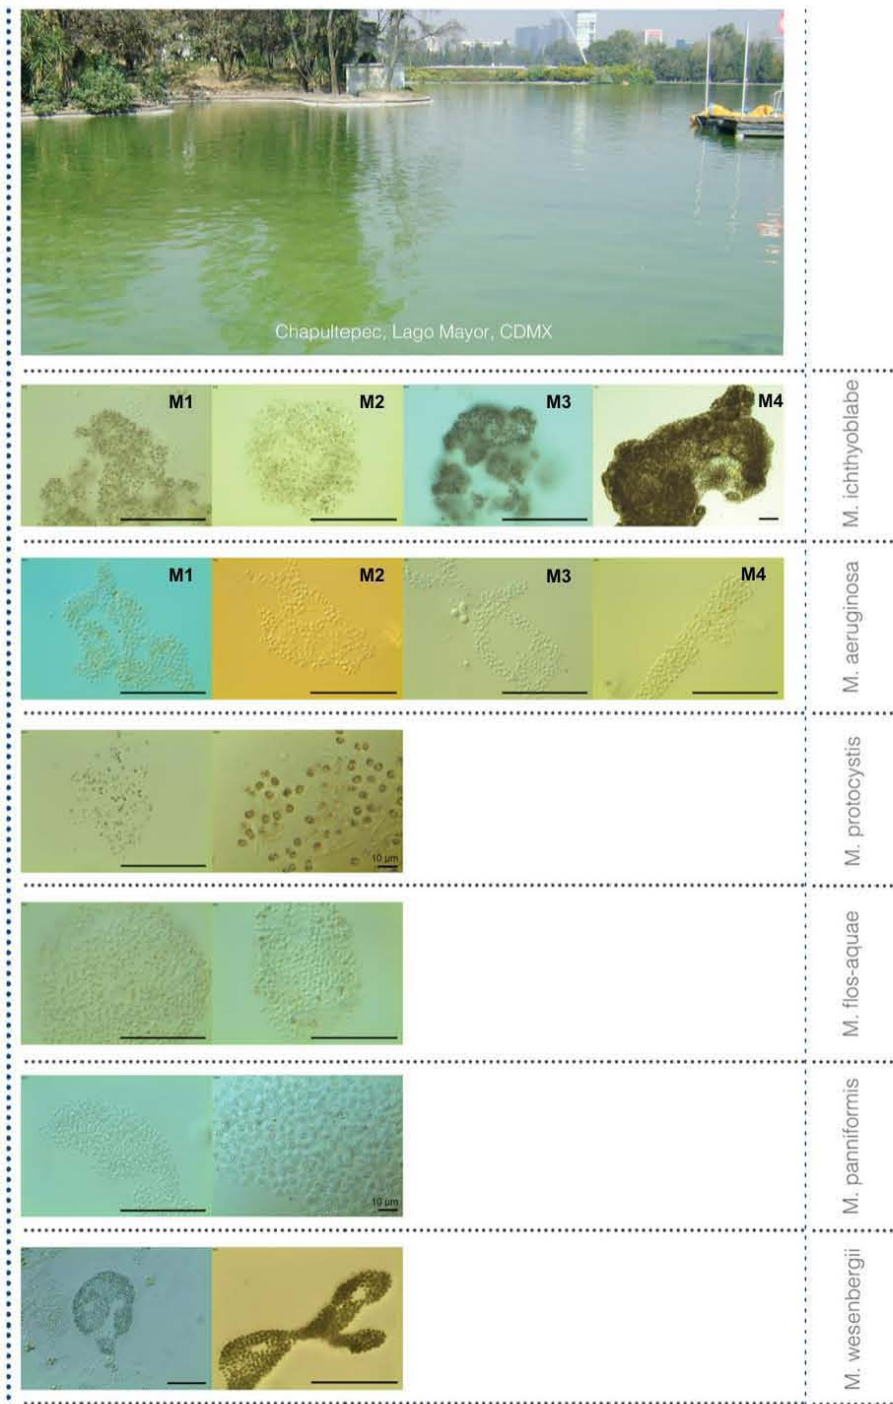 Chapultepec, Lago Mayor, CDMX
M1
M2
M3
M4
M. ichthyoblabe
M1
M2
M3
M4
M. aeruginosa
10 µm
M. protocystis
M. flos-aquae
10 µm
M. panniformis
M. wesenbergii